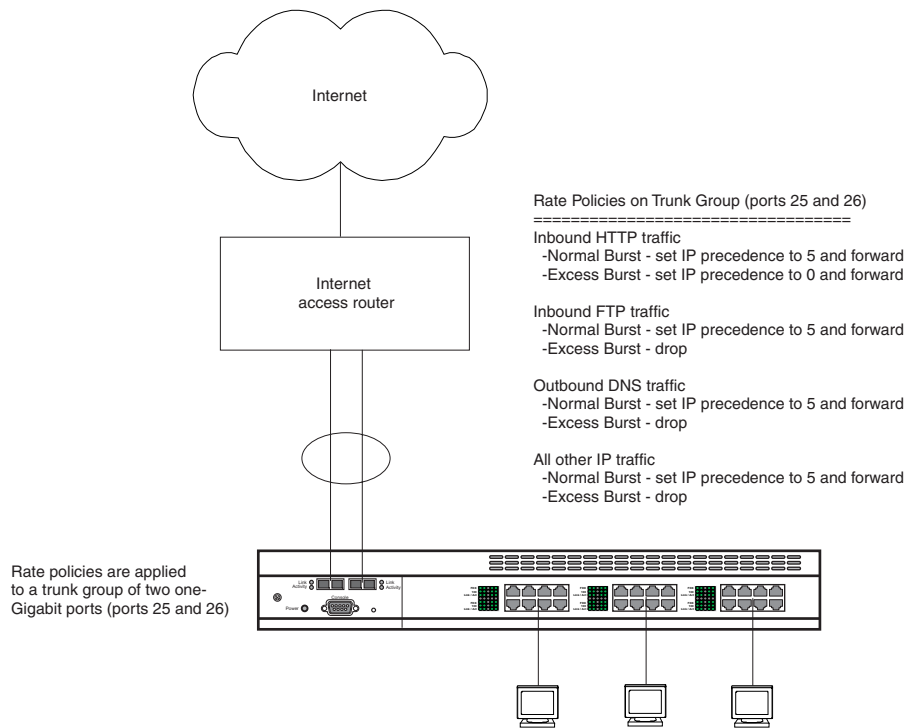 Internet
Internet
access router
Rate Policies on Trunk Group (ports 25 and 26)
==================================
Inbound HTTP traffic
-Normal Burst - set IP precedence to 5 and forward
-Excess Burst - set IP precedence to 0 and forward
Inbound FTP traffic
-Normal Burst - set IP precedence to 5 and forward
-Excess Burst - drop
Outbound DNS traffic
-Normal Burst - set IP precedence to 5 and forward
-Excess Burst - drop
All other IP traffic
-Normal Burst - set IP precedence to 5 and forward
-Excess Burst - drop
Rate policies are applied
to a trunk group of two one-
Gigabit ports (ports 25 and 26)
Link
Activity
Link
Activity
Console
Power